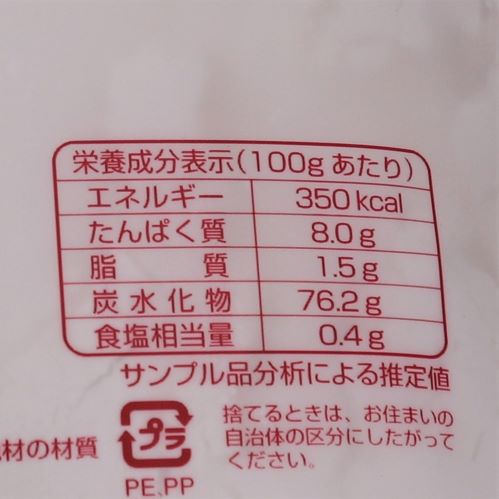 栄養成分表示(100gあたり)
エネルギー 350kcal
たんぱく質 8.0g
脂質 1.5g
炭水化物 76.2g
食塩相当量 0.4g
サンプル品分析による推定値
材の材質
プラ
PE、PP
捨てるときは、お住まいの
自治体の区分にしたがって
ください。